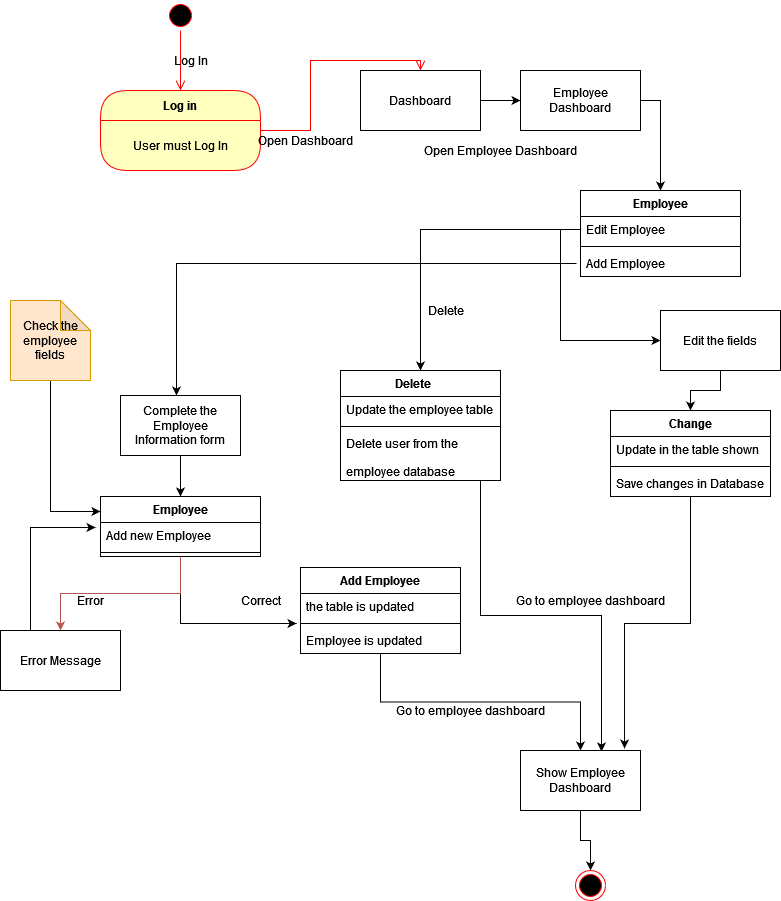 Log In
Log in
User must Log In
Open Dashboard
Dashboard
Employee
Dashboard
Open Employee Dashboard
Employee
Edit Employee
Add Employee
Delete
Check the
employee
fields
Edit the fields
Complete the
Employee
Information form
Delete
Update the employee table
Delete user from the
employee database
Change
Update in the table shown
Save changes in Database
Employee
Add new Employee
Error
Correct
Error Message
Add Employee
the table is updated
Employee is updated
Go to employee dashboard
Go to employee dashboard
Show Employee
Dashboard